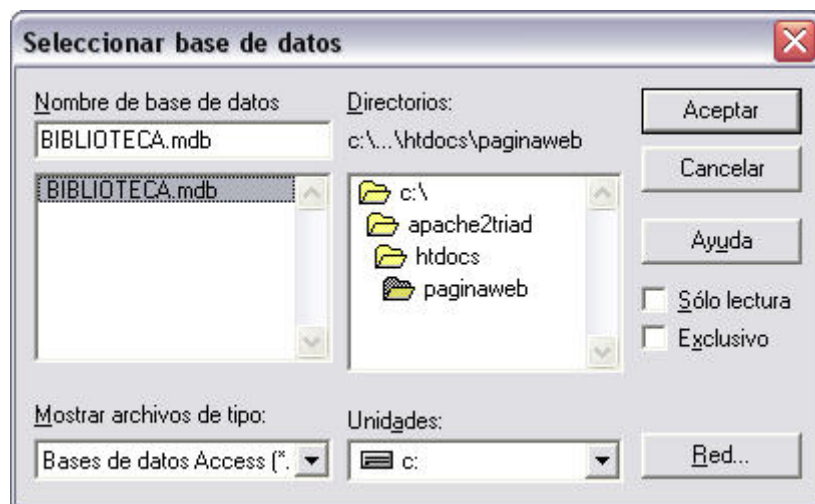 Seleccionar base de datos
Nombre de base de datos
BIBLIOTECA.mdb
BIBLIOTECA.mdb
Directorios:
c:\...\htdocs\paginaweb
c:\
apache2triad
htdocs
paginaweb
Aceptar
Cancelar
Ayuda
Sólo lectura
Exclusivo
Mostrar archivos de tipo:
Bases de datos Access (*.
Unidades:
c:
Red...